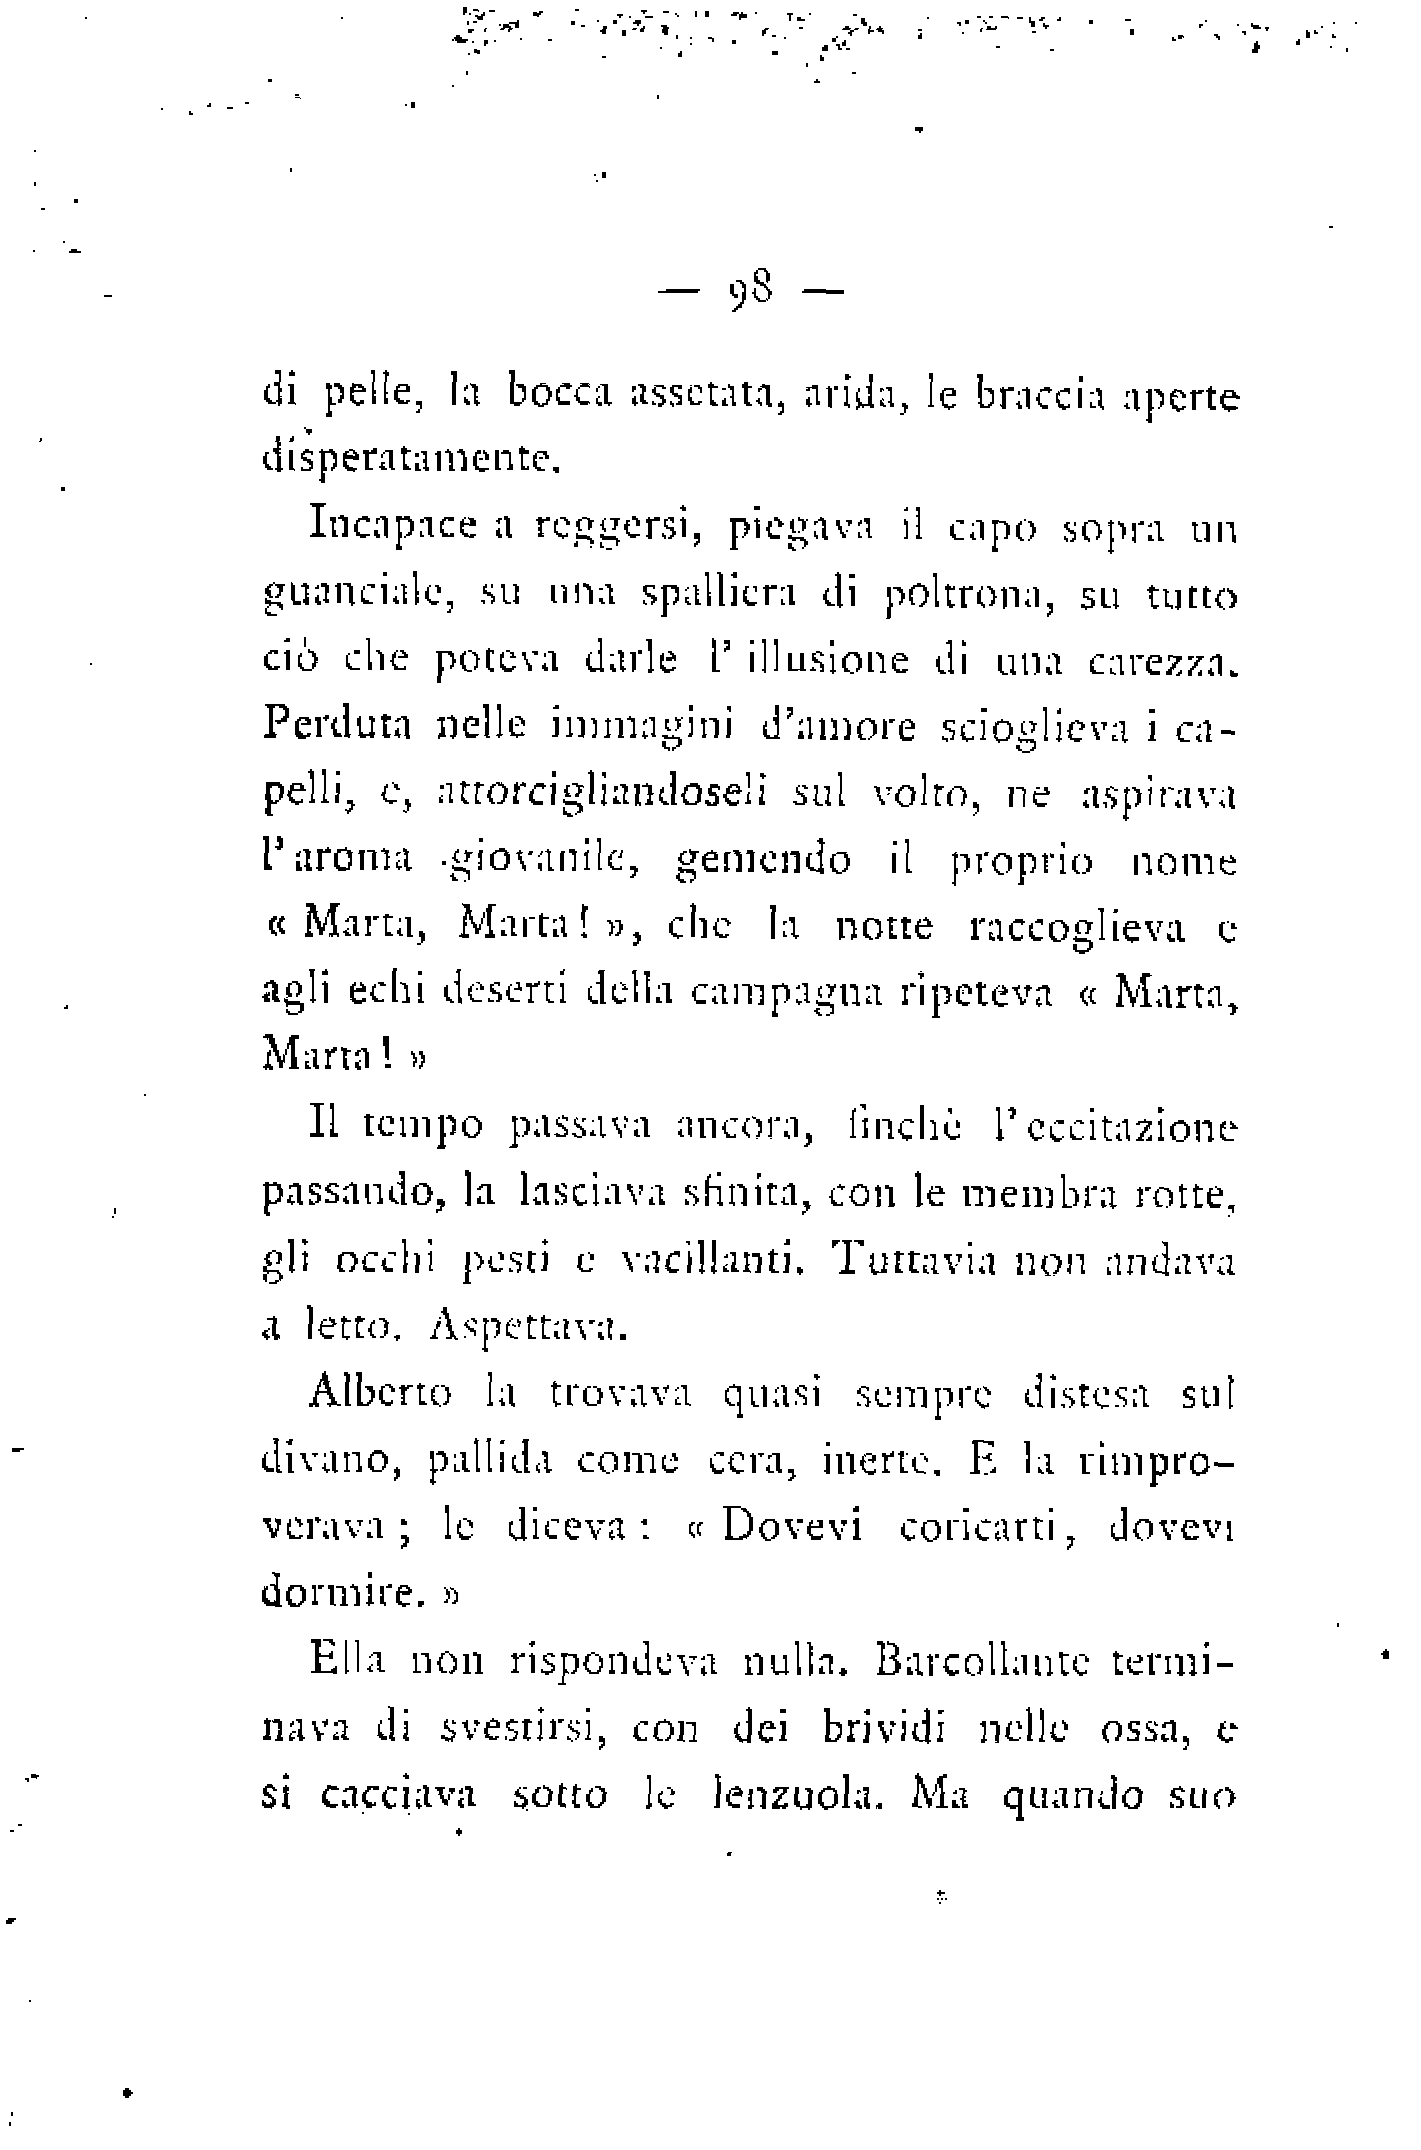 — 98 —
di pelle, la bocca assetata, arida, le braccia aperte
disperatamente.
Incapace a reggersi, piegava il capo sopra un
guanciale, su una spalliera di poltrona, su tutto
ciò che poteva darle l' illusione di una carezza.
Perduta nelle immagini d'amore scioglieva i ca-
pelli, e, attorcigliandoseli sul volto, ne aspirava
l'aroma giovanile, gemendo il proprio nome
« Marta, Marta! », che la notte raccoglieva e
agli echi deserti della campagna ripeteva « Marta,
Marta! »
Il tempo passava ancora, finchè l' eccitazione
passando, la lasciava sfinita, con le membra rotte,
gli occhi pesti e vacillanti. Tuttavia non andava
a letto. Aspettava.
Alberto la trovava quasi sempre distesa sul
divano, pallida come cera, inerte. E la rimpro-
verava ; le diceva : « Dovevi coricarti, dovevi
dormire. »
Ella non rispondeva nulla. Barcollante termi-
nava di svestirsi, con dei brividi nelle ossa, e
si cacciava sotto le lenzuola. Ma quando suo